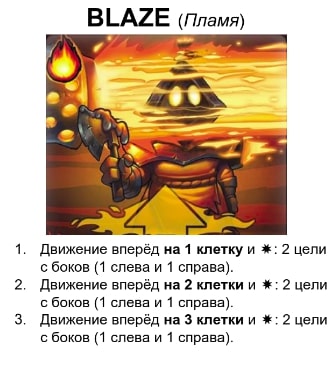 BLAZE (Пламя)
1. Движение вперёд на 1 клетку и ✷: 2 цели
с боков (1 слева и 1 справа).
2. Движение вперёд на 2 клетки и ✷: 2 цели
с боков (1 слева и 1 справа).
3. Движение вперёд на 3 клетки и ✷: 2 цели
с боков (1 слева и 1 справа).